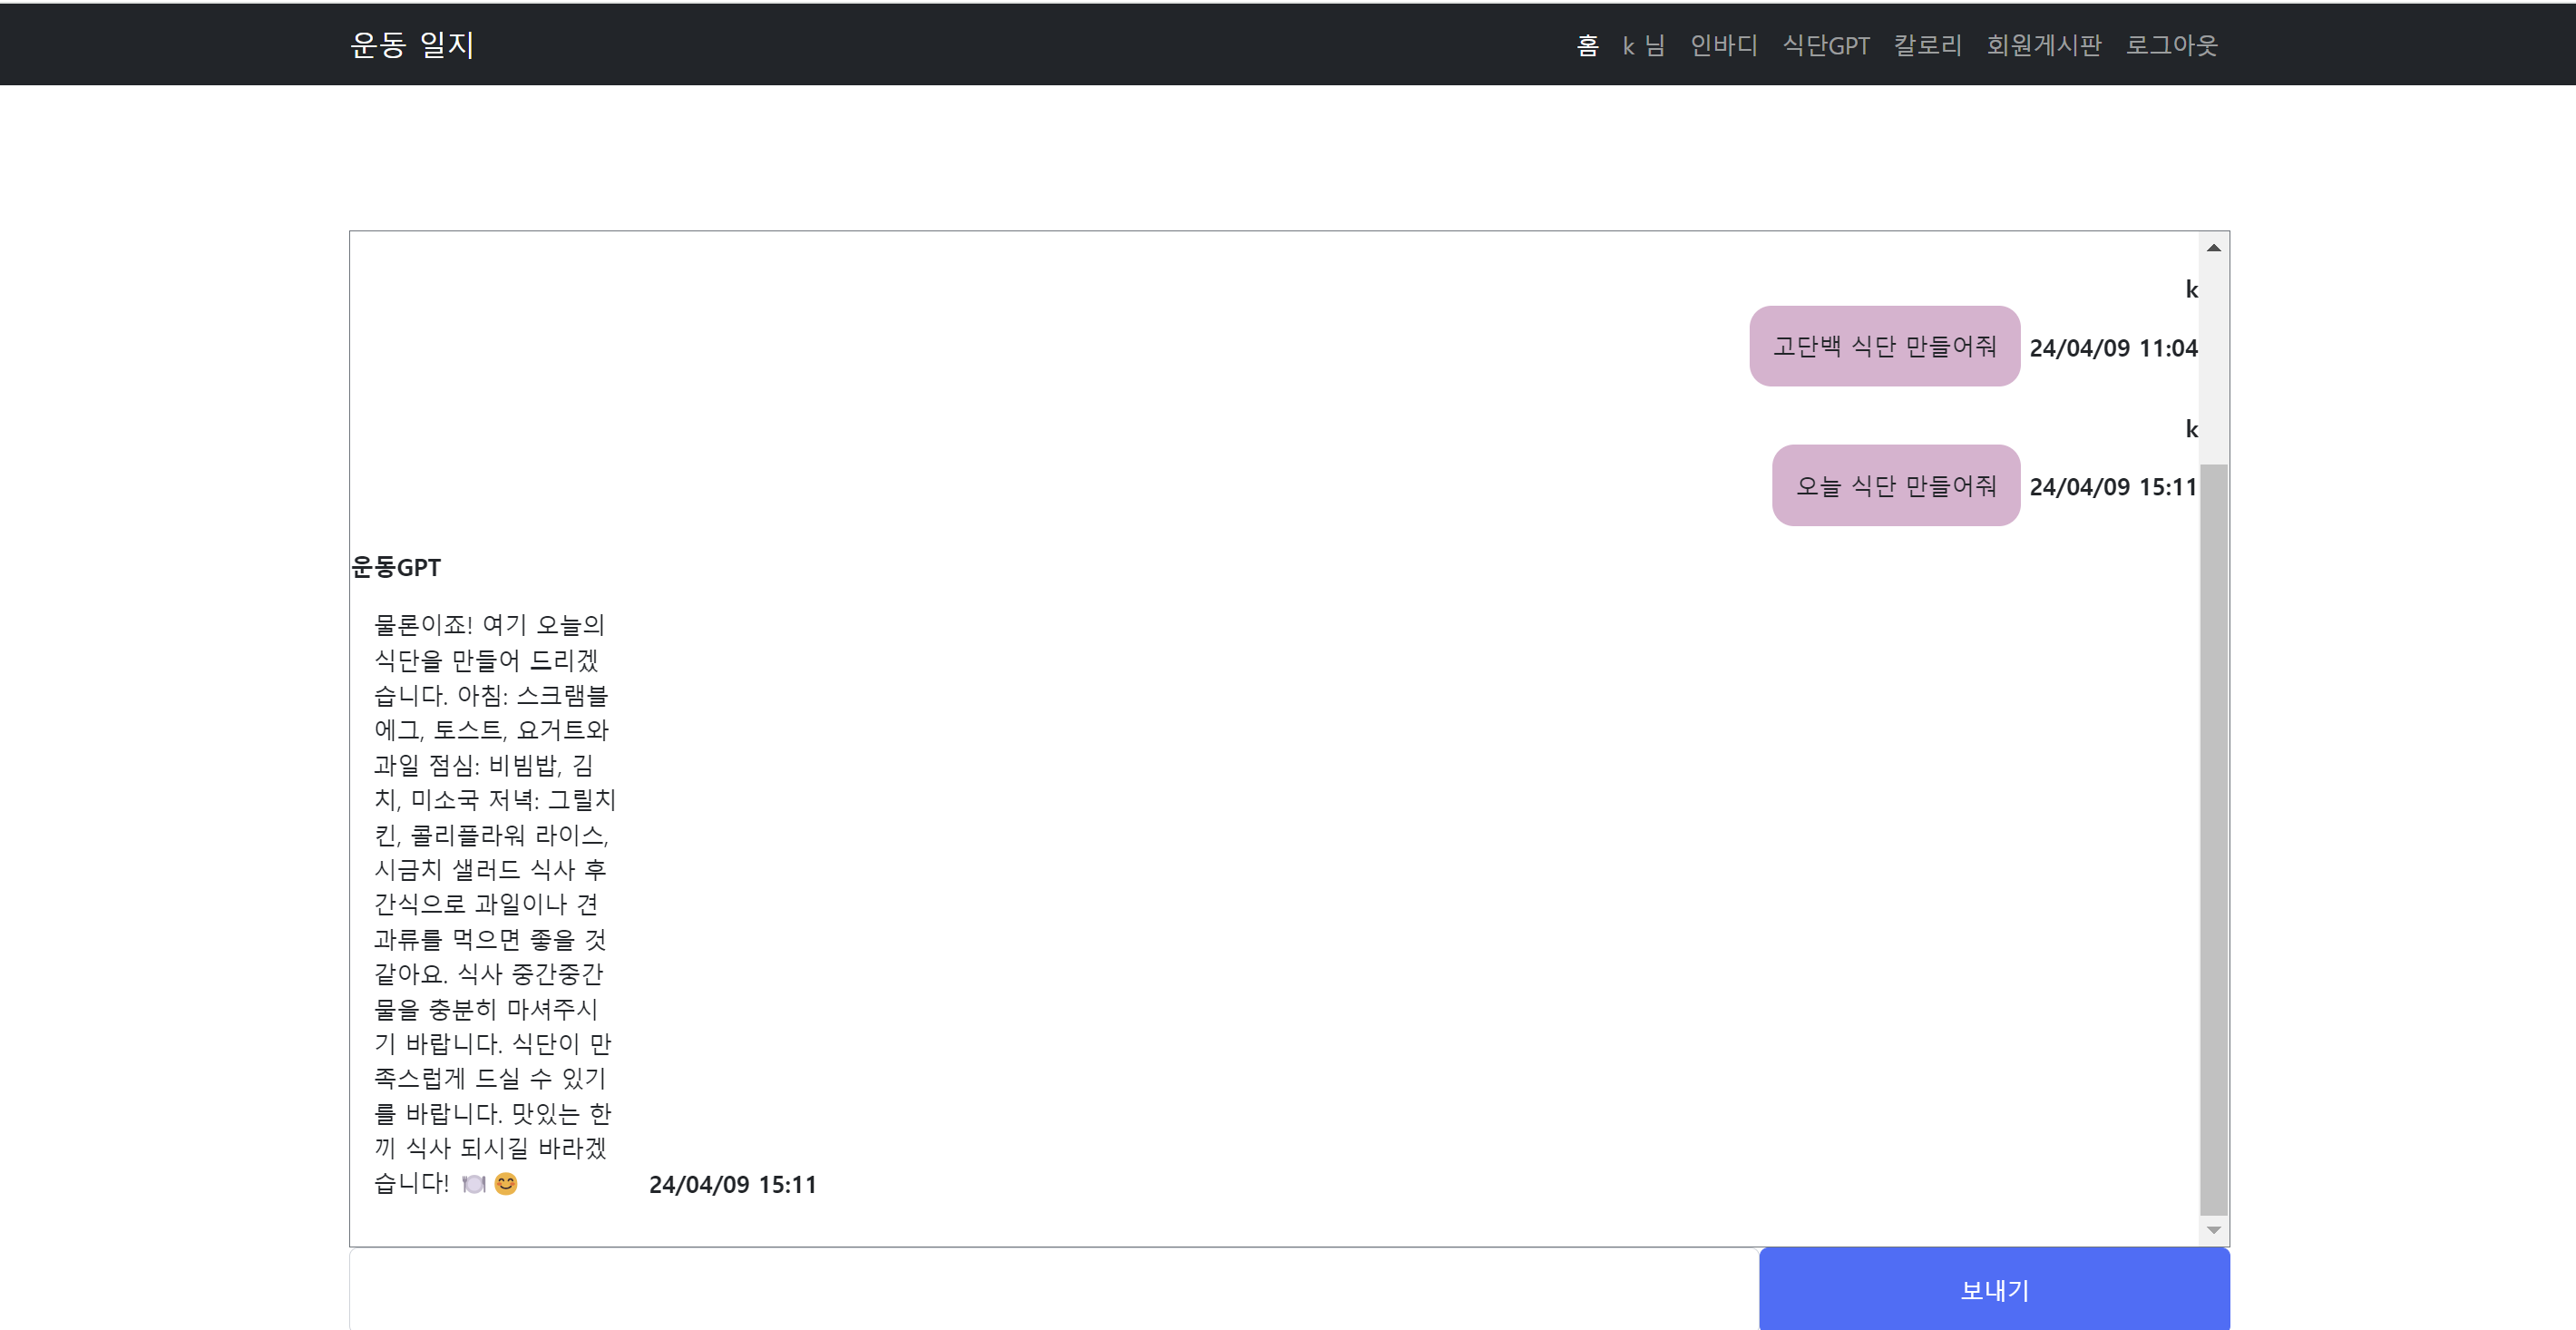 운동 일지
홈 k 님 인바디 식단GPT 칼로리 회원게시판 로그아웃
k
고단백 식단 만들어줘 24/04/09 11:04
k
오늘 식단 만들어줘 24/04/09 15:11
운동GPT
물론이죠! 여기 오늘의
식단을 만들어 드리겠
습니다. 아침: 스크램블
에그, 토스트, 요거트와
과일 점심: 비빔밥, 김
치, 미소국 저녁: 그릴치
킨, 콜리플라워 라이스,
시금치 샐러드 식사 후
간식으로 과일이나 견
과류를 먹으면 좋을 것
같아요. 식사 중간중간
물을 충분히 마셔주시
기 바랍니다. 식단이 만
족스럽게 드실 수 있기
를 바랍니다. 맛있는 한
끼 식사 되시길 바라겠
습니다! 🍽️😊 24/04/09 15:11
보내기